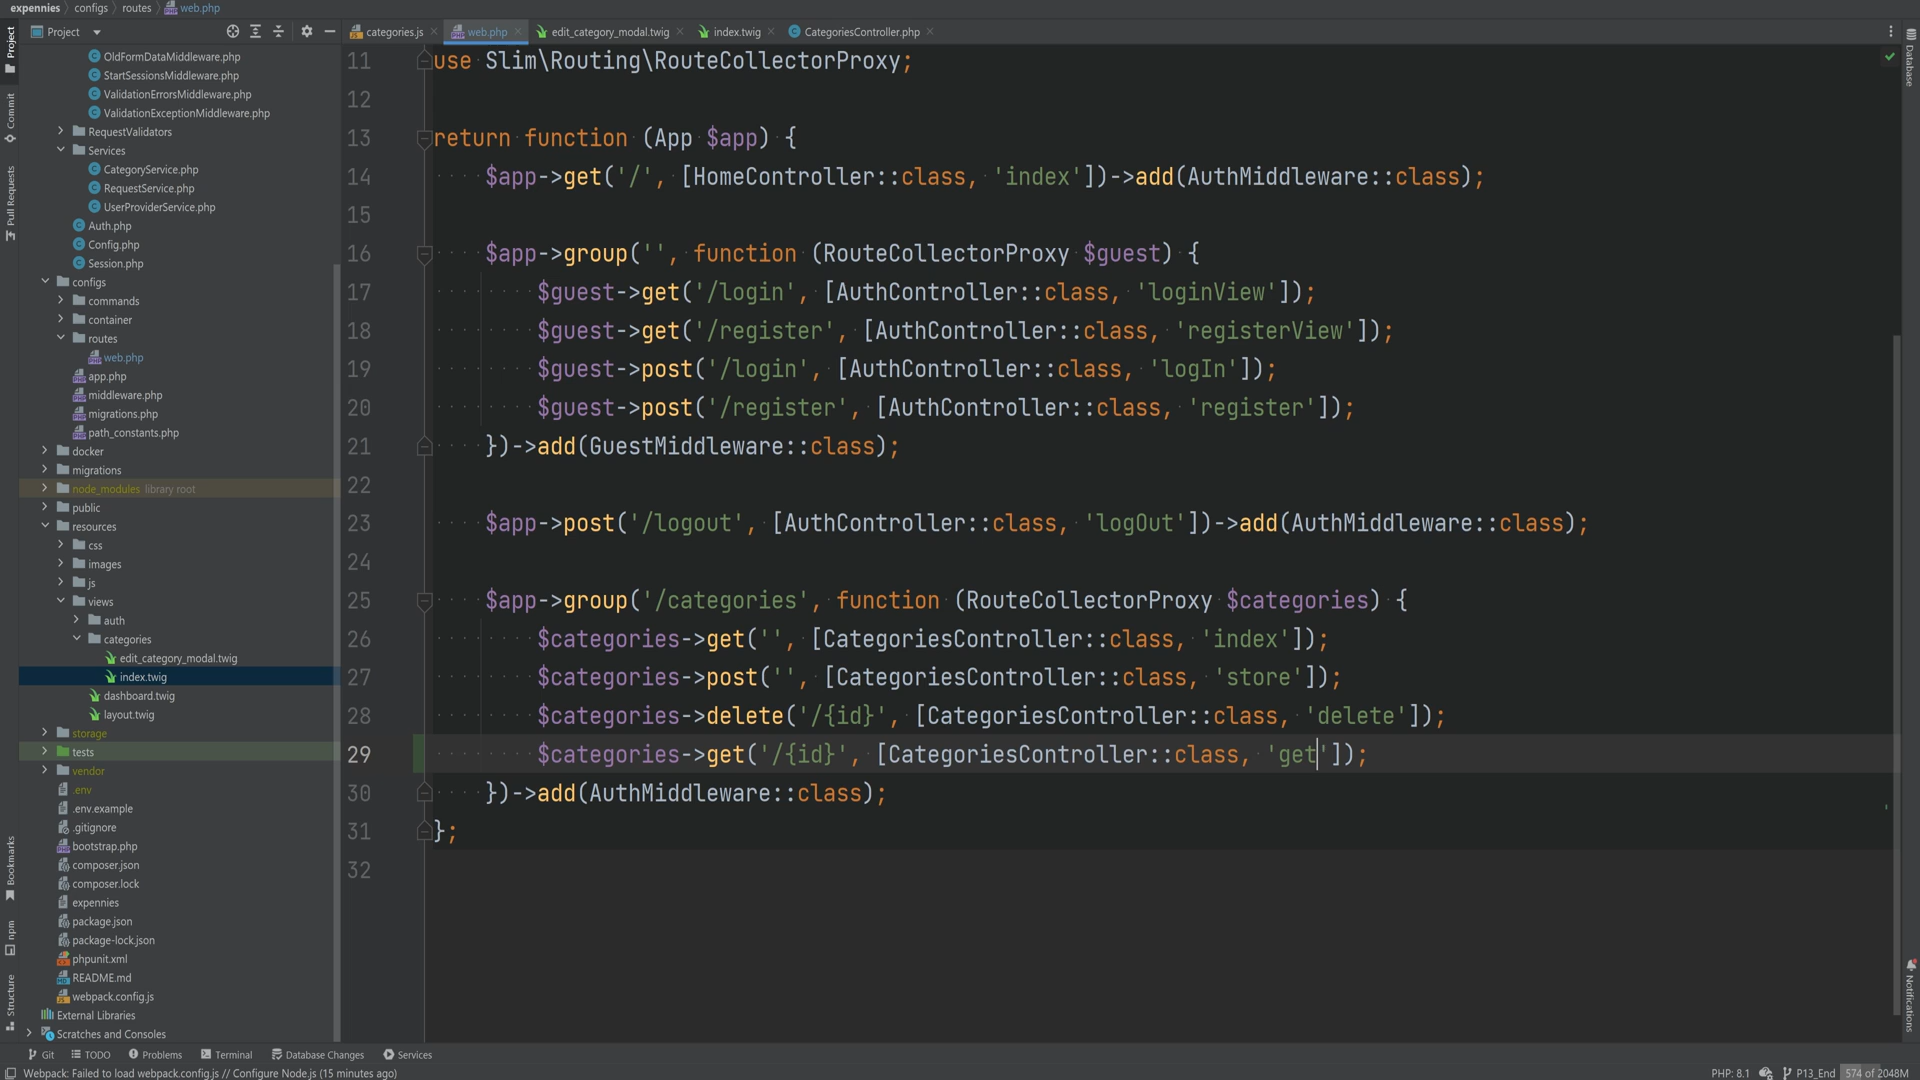 expennies
configs
routes
web.php
Project
categories.js
web.php
edit_category_modal.twig
index.twig
CategoriesController.php
Project
Commit
Pull Requests
Bookmarks
npm
Structure
Database
Notifications
OldFormDataMiddleware.php
StartSessionsMiddleware.php
ValidationErrorsMiddleware.php
ValidationExceptionMiddleware.php
RequestValidators
Services
CategoryService.php
RequestService.php
UserProviderService.php
Auth.php
Config.php
Session.php
configs
commands
container
routes
web.php
app.php
middleware.php
migrations.php
path_constants.php
docker
migrations
node_modules library root
public
resources
css
images
js
views
auth
categories
edit_category_modal.twig
index.twig
dashboard.twig
layout.twig
storage
tests
vendor
.env
.env.example
.gitignore
bootstrap.php
composer.json
composer.lock
expennies
package.json
package-lock.json
phpunit.xml
README.md
webpack.config.js
External Libraries
Scratches and Consoles
11 use Slim\Routing\RouteCollectorProxy;
12
13 return function (App $app) {
14 $app->get('/', [HomeController::class, 'index'])->add(AuthMiddleware::class);
15
16 $app->group('', function (RouteCollectorProxy $guest) {
17 $guest->get('/login', [AuthController::class, 'loginView']);
18 $guest->get('/register', [AuthController::class, 'registerView']);
19 $guest->post('/login', [AuthController::class, 'logIn']);
20 $guest->post('/register', [AuthController::class, 'register']);
21 })->add(GuestMiddleware::class);
22
23 $app->post('/logout', [AuthController::class, 'logOut'])->add(AuthMiddleware::class);
24
25 $app->group('/categories', function (RouteCollectorProxy $categories) {
26 $categories->get('', [CategoriesController::class, 'index']);
27 $categories->post('', [CategoriesController::class, 'store']);
28 $categories->delete('/{id}', [CategoriesController::class, 'delete']);
29 $categories->get('/{id}', [CategoriesController::class, 'get']);
30 })->add(AuthMiddleware::class);
31 };
32
Git
TODO
Problems
Terminal
Database Changes
Services
Webpack: Failed to load webpack.config.js // Configure Node.js (15 minutes ago)
PHP: 8.1
P13_End
574 of 2048M